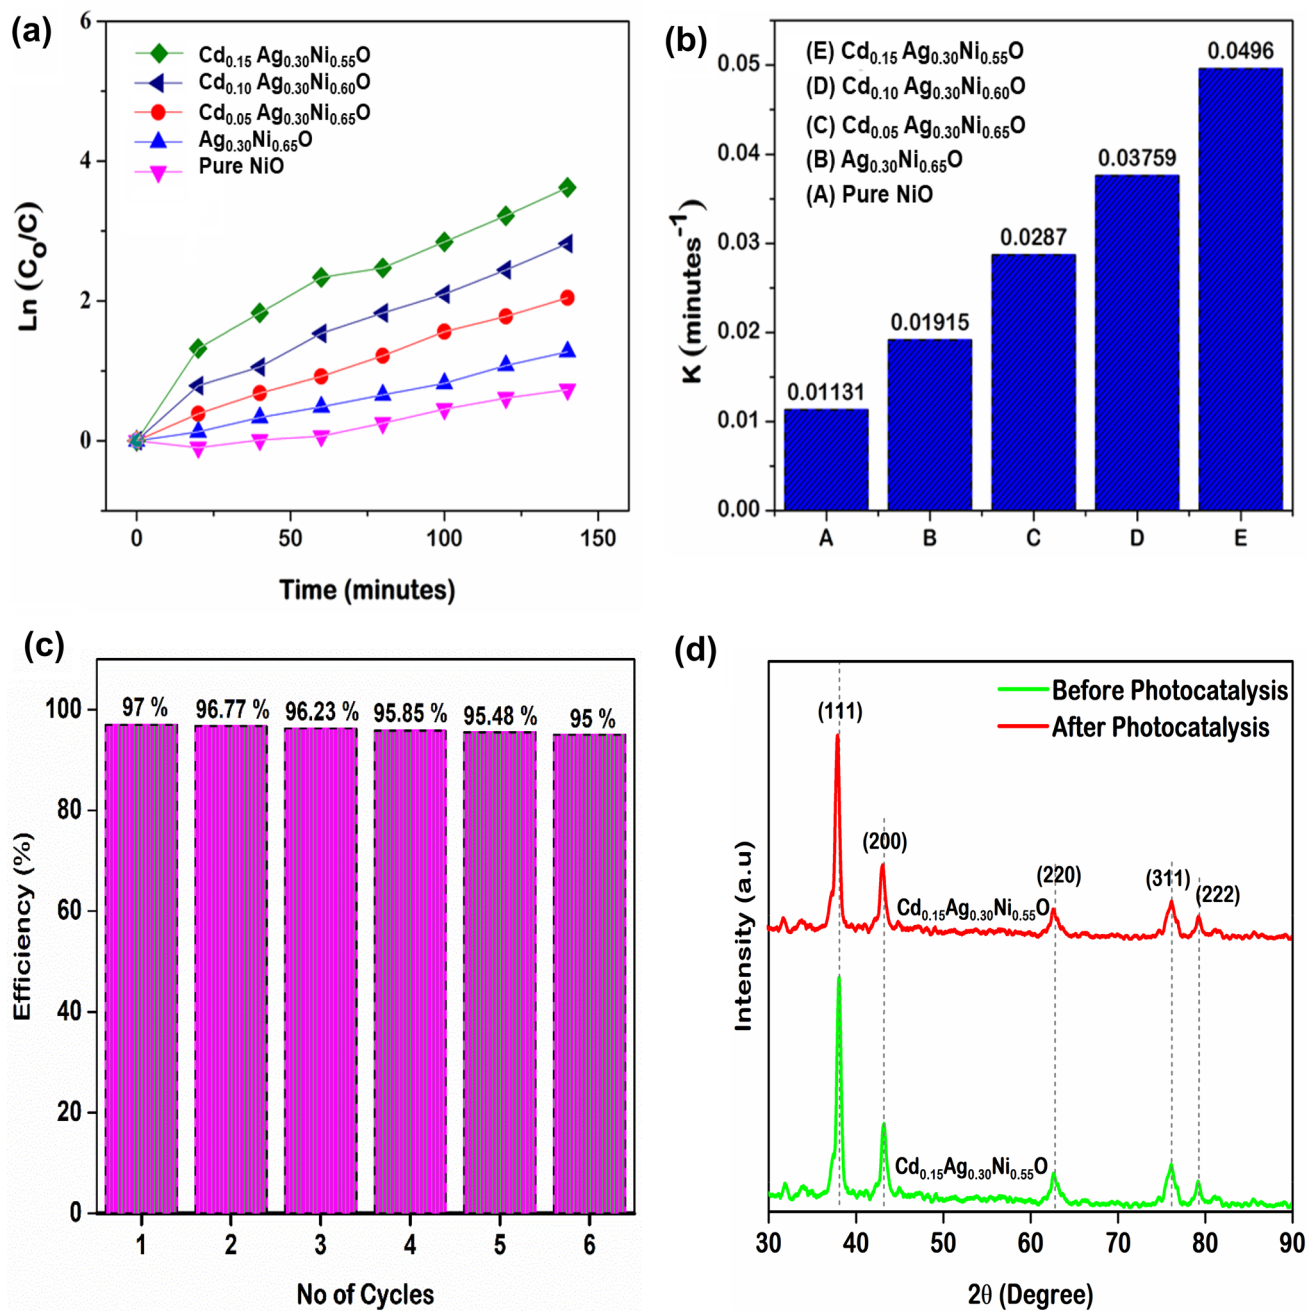 (a)
6
4
2
0
Ln (C₀/C)
Cd₀.₁₅ Ag₀.₃₀Ni₀.₅₅O
Cd₀.₁₀ Ag₀.₃₀Ni₀.₆₀O
Cd₀.₀₅ Ag₀.₃₀Ni₀.₆₅O
Ag₀.₃₀Ni₀.₆₅O
Pure NiO
0 50 100 150
Time (minutes)
(b)
0.05
0.04
0.03
0.02
0.01
0.00
K (minutes⁻¹)
(E) Cd₀.₁₅ Ag₀.₃₀Ni₀.₅₅O
(D) Cd₀.₁₀ Ag₀.₃₀Ni₀.₆₀O
(C) Cd₀.₀₅ Ag₀.₃₀Ni₀.₆₅O
(B) Ag₀.₃₀Ni₀.₆₅O
(A) Pure NiO
0.01131
0.01915
0.0287
0.03759
0.0496
A B C D E
(c)
100
80
60
40
20
0
Efficiency (%)
97 % 96.77 % 96.23 % 95.85 % 95.48 % 95 %
1 2 3 4 5 6
No of Cycles
(d)
Intensity (a.u)
Before Photocatalysis
After Photocatalysis
(111)
(200)
(220)
(311)
(222)
Cd₀.₁₅Ag₀.₃₀Ni₀.₅₅O
Cd₀.₁₅Ag₀.₃₀Ni₀.₅₅O
30 40 50 60 70 80 90
2θ (Degree)